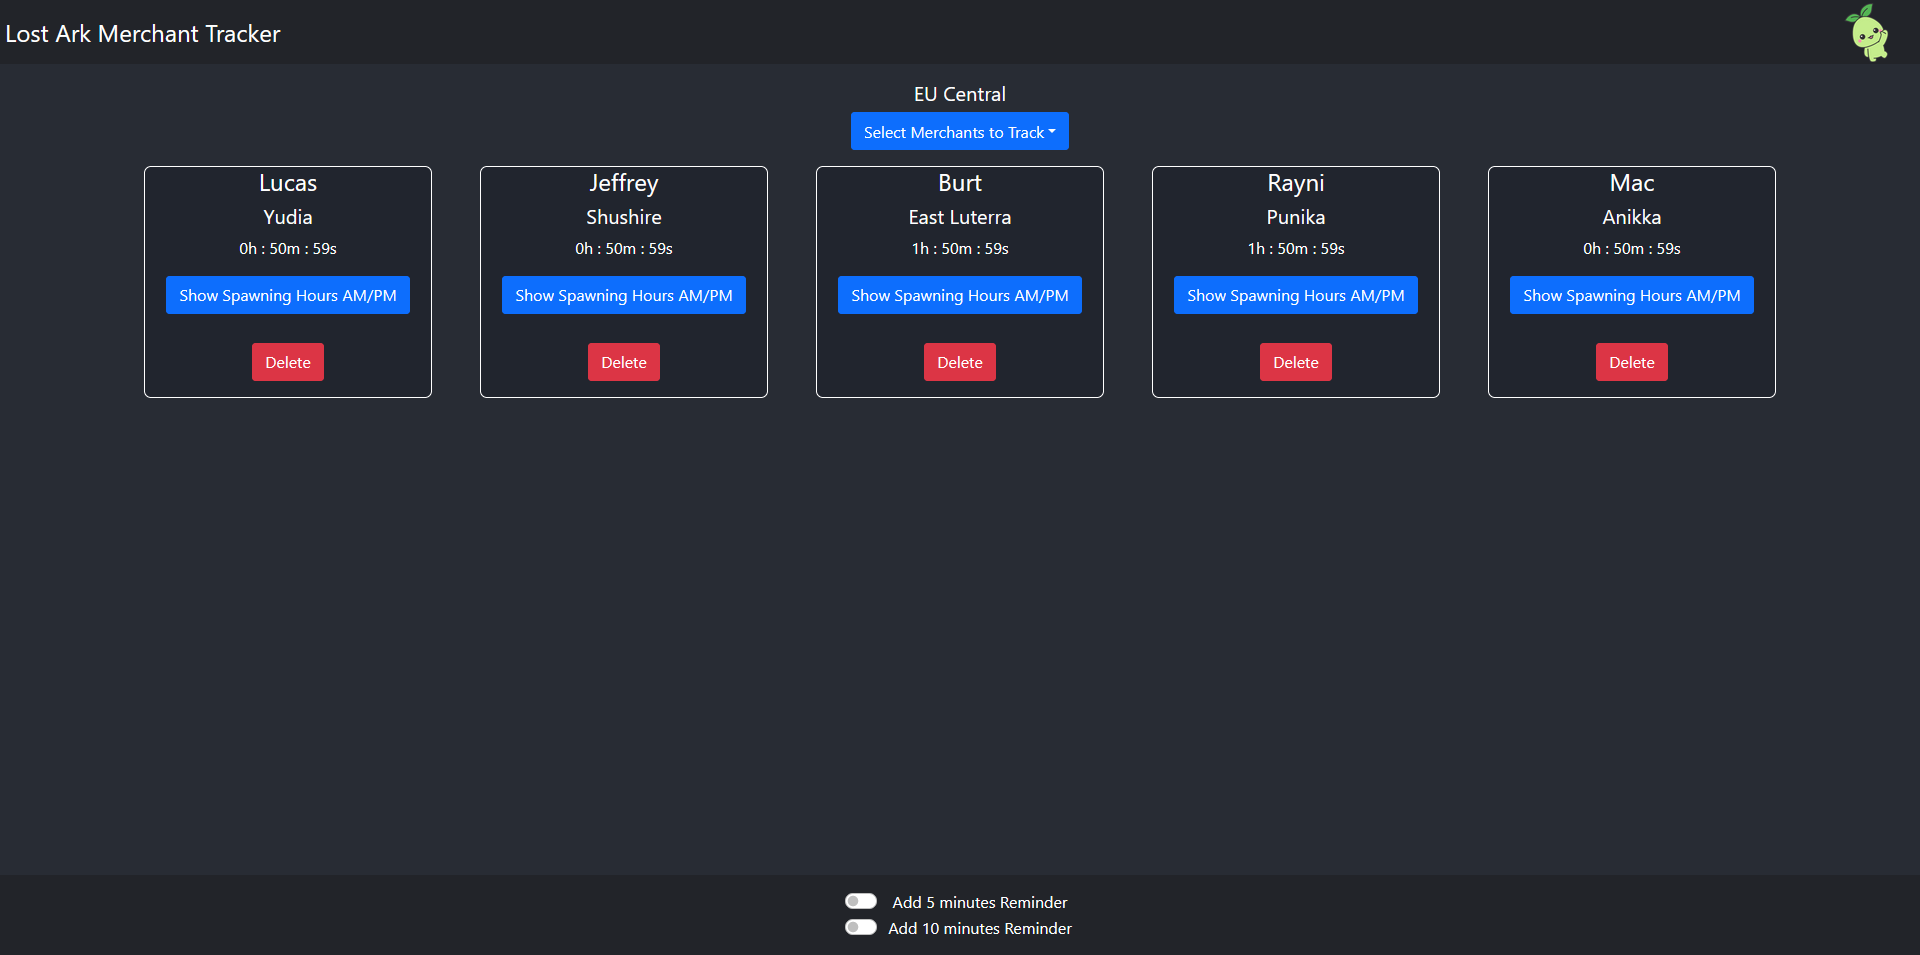 Lost Ark Merchant Tracker
EU Central
Select Merchants to Track
Lucas
Yudia
0h : 50m : 59s
Show Spawning Hours AM/PM
Delete
Jeffrey
Shushire
0h : 50m : 59s
Show Spawning Hours AM/PM
Delete
Burt
East Luterra
1h : 50m : 59s
Show Spawning Hours AM/PM
Delete
Rayni
Punika
1h : 50m : 59s
Show Spawning Hours AM/PM
Delete
Mac
Anikka
0h : 50m : 59s
Show Spawning Hours AM/PM
Delete
Add 5 minutes Reminder
Add 10 minutes Reminder